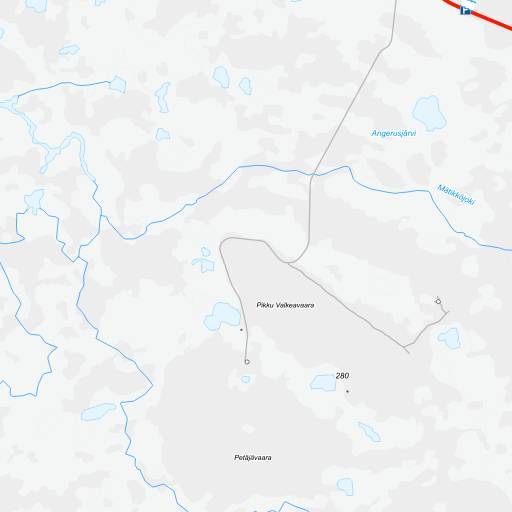 P
Angerusjärvi
Mätikköjoki
Pikku Valkeavaara
280
Petäjävaara